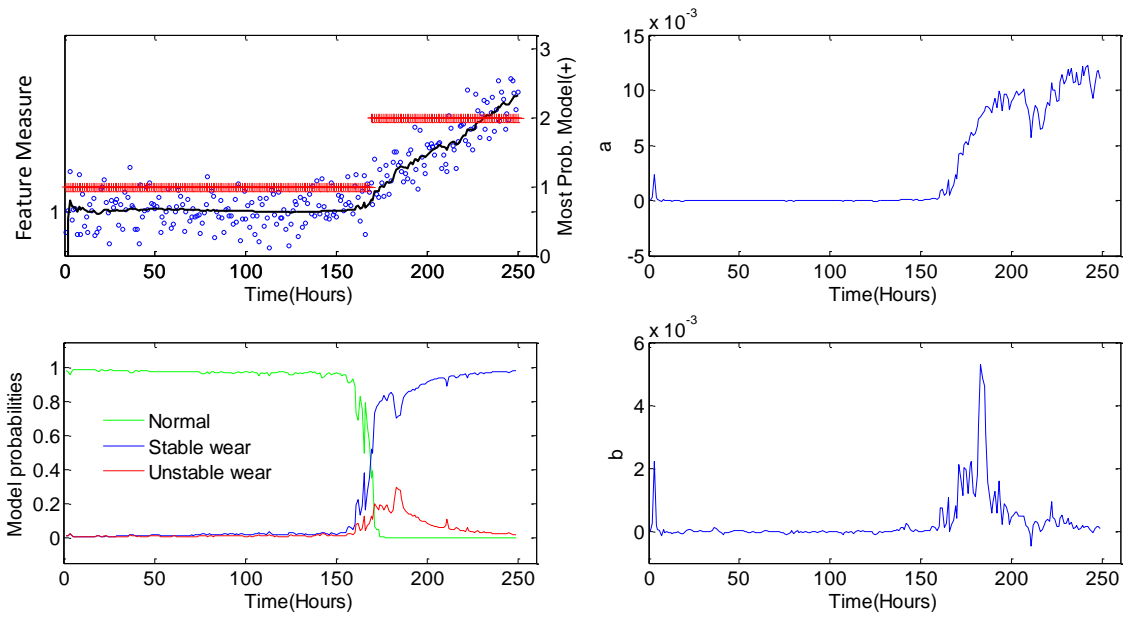 Feature Measure
1
3
2
1
0
Most Prob. Model(+)
0 50 100 150 200 250
Time(Hours)
x 10-3
15
10
5
0
-5
a
0 50 100 150 200 250
Time(Hours)
Model probabilities
1
0.8
0.6
0.4
0.2
0
Normal
Stable wear
Unstable wear
0 50 100 150 200 250
Time(Hours)
x 10-3
6
4
2
0
b
0 50 100 150 200 250
Time(Hours)